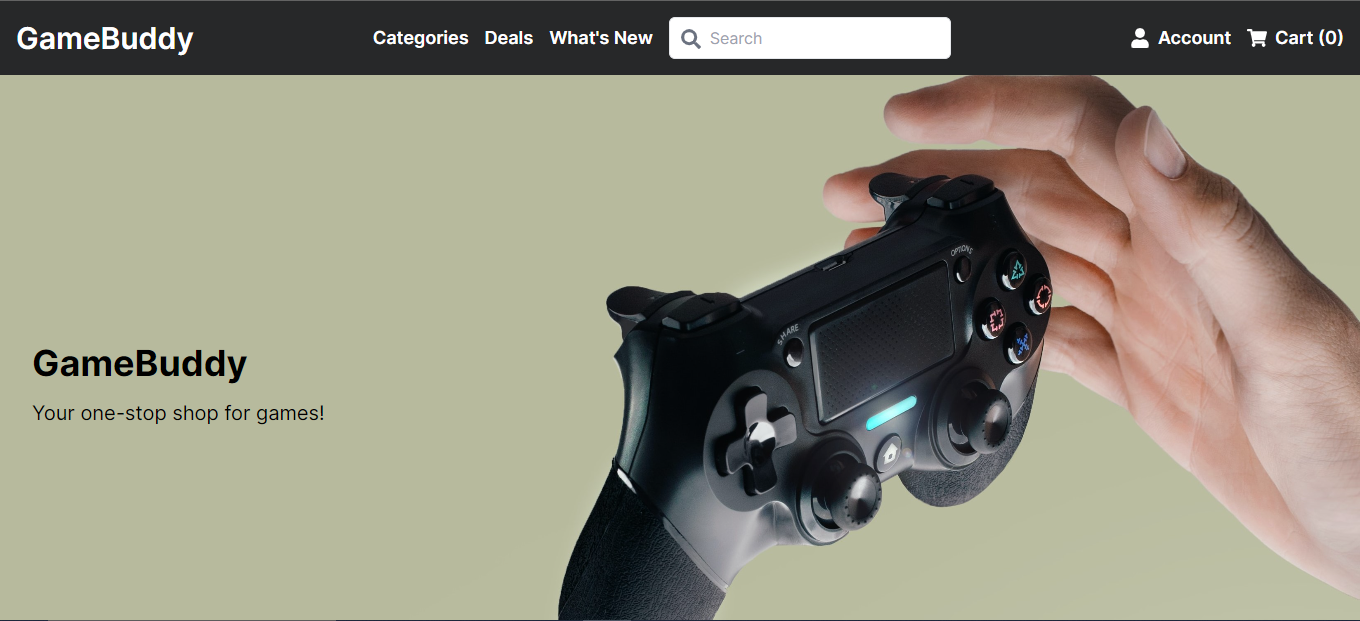 GameBuddy
Categories Deals What's New Search
Account Cart (0)
OPTIONS
SHARE
GameBuddy
Your one-stop shop for games!